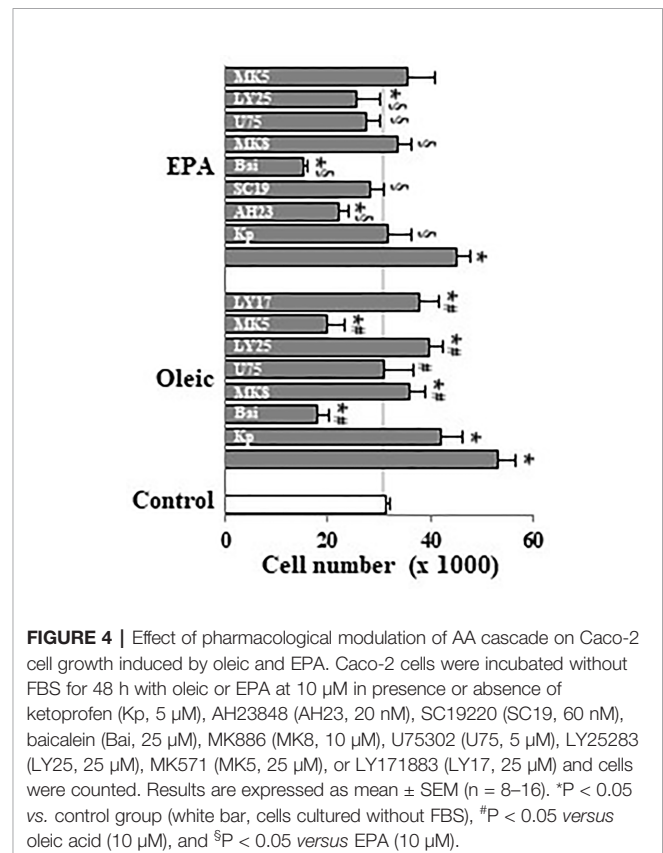 MK5
LY25 * §
U75 §
MK8 §
EPA
Bai * §
SC19 §
AH23 * §
Kp §
*
LY17 * #
MK5 * #
LY25 * #
Oleic
U75 #
MK8 * #
Bai * #
Kp *
*
Control
0 20 40 60
Cell number (x 1000)
FIGURE 4 | Effect of pharmacological modulation of AA cascade on Caco-2
cell growth induced by oleic and EPA. Caco-2 cells were incubated without
FBS for 48 h with oleic or EPA at 10 µM in presence or absence of
ketoprofen (Kp, 5 µM), AH23848 (AH23, 20 nM), SC19220 (SC19, 60 nM),
baicalein (Bai, 25 µM), MK886 (MK8, 10 µM), U75302 (U75, 5 µM), LY25283
(LY25, 25 µM), MK571 (MK5, 25 µM), or LY171883 (LY17, 25 µM) and cells
were counted. Results are expressed as mean ± SEM (n = 8–16). *P < 0.05
vs. control group (white bar, cells cultured without FBS), #P < 0.05 versus
oleic acid (10 µM), and §P < 0.05 versus EPA (10 µM).